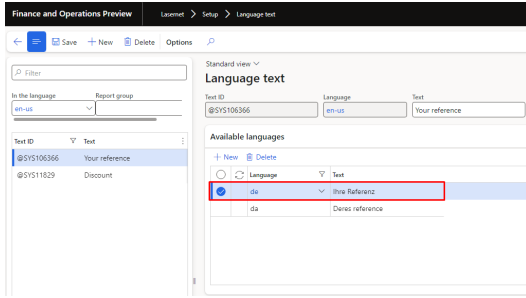 Finance and Operations Preview
Lasernet > Setup > Language text
Save + New Delete Options
Filter
In the language Report group
en-us
Text ID Text
@SYS106366 Your reference
@SYS11829 Discount
Standard view
Language text
Text ID Language Text
@SYS106366 en-us Your reference
Available languages
+ New Delete
Language Text
de Ihre Referenz
da Deres reference